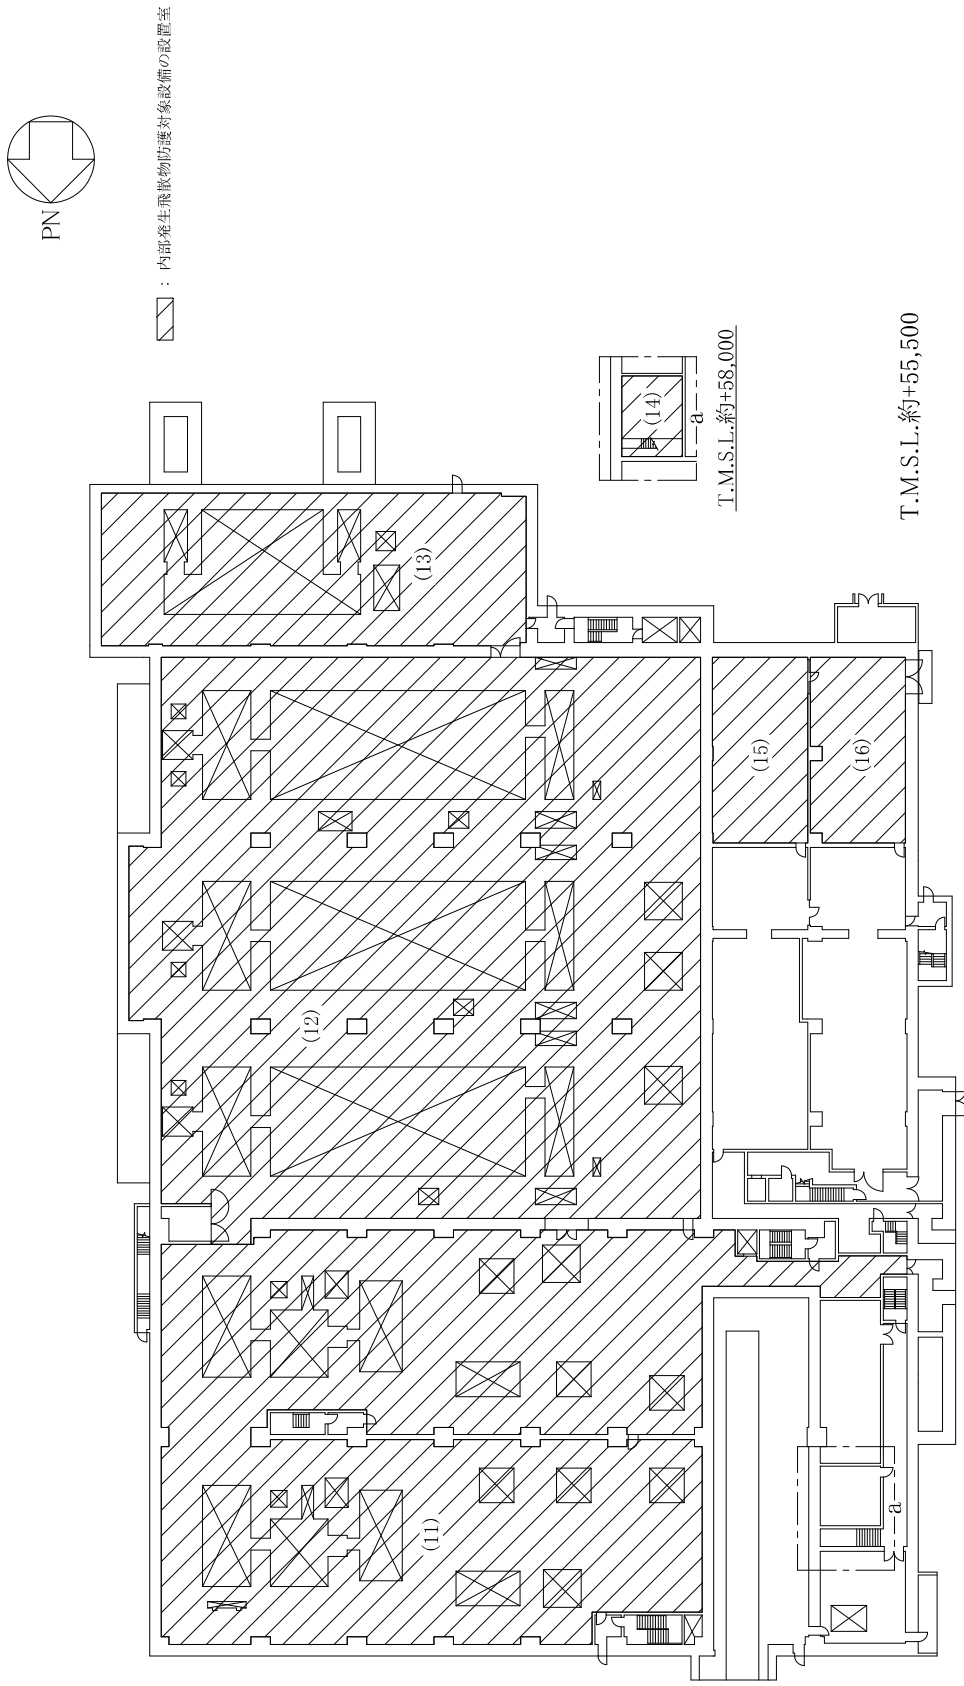 PN
： 内部発生飛散物防護対象設備の設置室
(14)
a
T.M.S.L.約+58,000
T.M.S.L.約+55,500
(13)
(15)
(16)
(12)
(11)
a